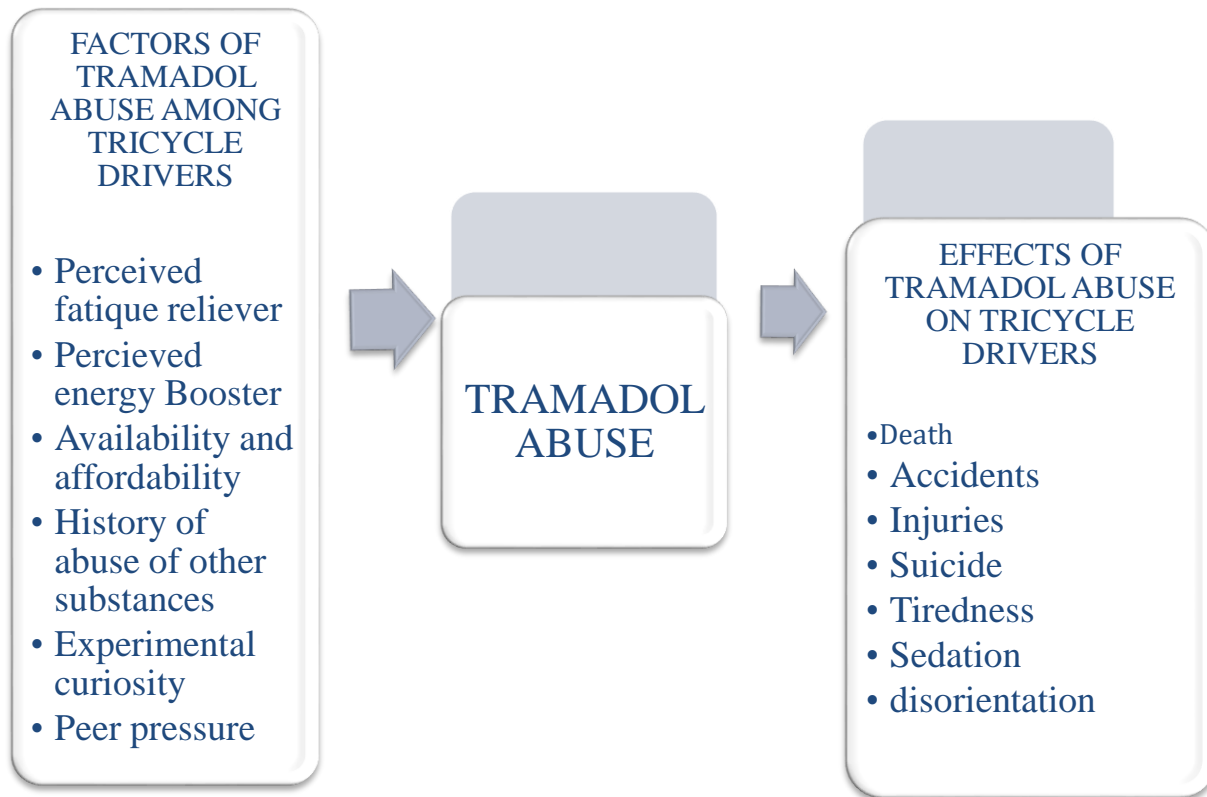 FACTORS OF
TRAMADOL
ABUSE AMONG
TRICYCLE
DRIVERS
• Perceived
fatique reliever
• Percieved
energy Booster
• Availability and
affordability
• History of
abuse of other
substances
• Experimental
curiosity
• Peer pressure
TRAMADOL
ABUSE
EFFECTS OF
TRAMADOL ABUSE
ON TRICYCLE
DRIVERS
•Death
• Accidents
• Injuries
• Suicide
• Tiredness
• Sedation
• disorientation